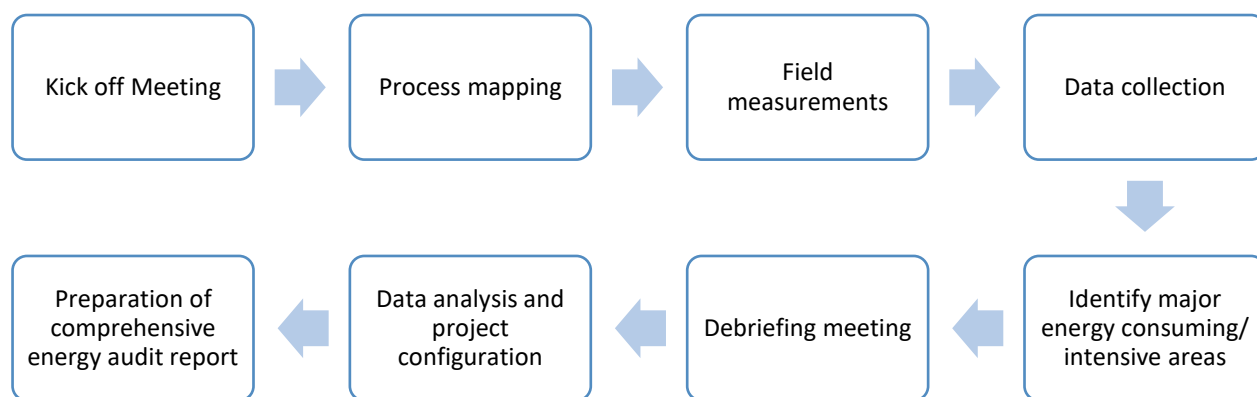 Kick off Meeting
Process mapping
Field
measurements
Data collection
Identify major
energy consuming/
intensive areas
Debriefing meeting
Data analysis and
project
configuration
Preparation of
comprehensive
energy audit report